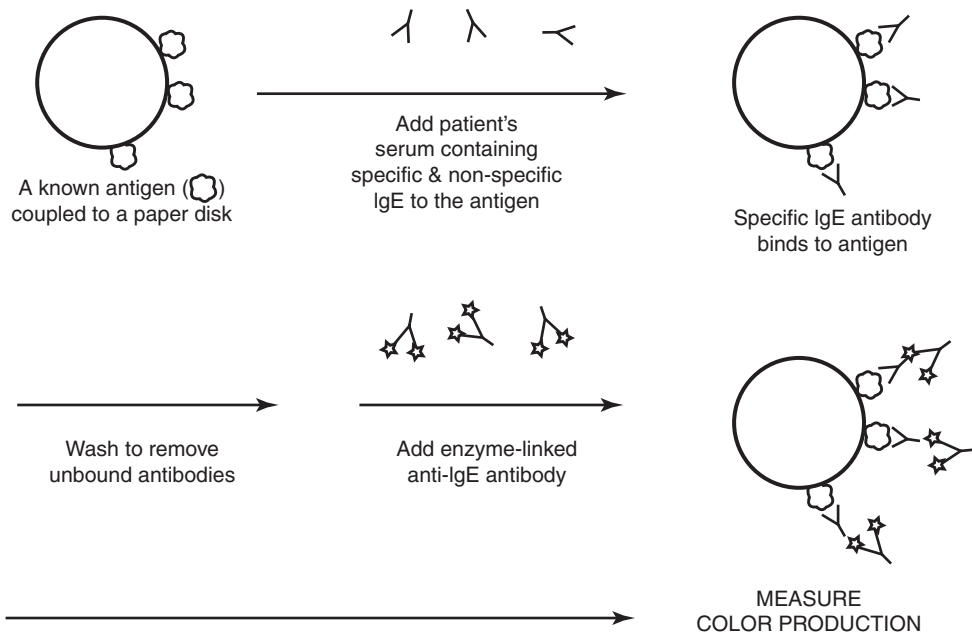 A known antigen ( )
coupled to a paper disk
Add patient's
serum containing
specific & non-specific
IgE to the antigen
Specific IgE antibody
binds to antigen
Wash to remove
unbound antibodies
Add enzyme-linked
anti-IgE antibody
MEASURE
COLOR PRODUCTION